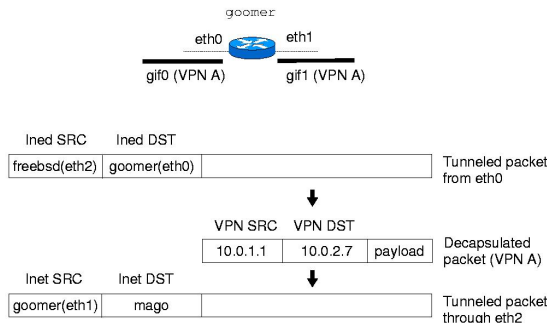 goomer
eth0 eth1
gif0 (VPN A) gif1 (VPN A)
Ined SRC Ined DST
freebsd(eth2) goomer(eth0)
Tunneled packet
from eth0
VPN SRC VPN DST
10.0.1.1 10.0.2.7 payload
Decapsulated
packet (VPN A)
Inet SRC Inet DST
goomer(eth1) mago
Tunneled packet
through eth2